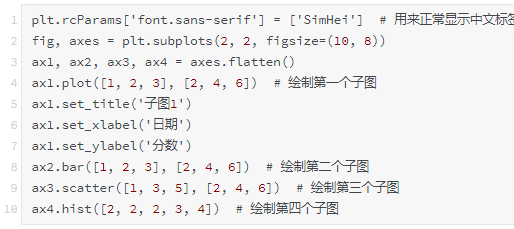 1 plt.rcParams['font.sans-serif'] = ['SimHei']  # 用来正常显示中文标签
2 fig, axes = plt.subplots(2, 2, figsize=(10, 8))
3 ax1, ax2, ax3, ax4 = axes.flatten()
4 ax1.plot([1, 2, 3], [2, 4, 6])  # 绘制第一个子图
5 ax1.set_title('子图1')
6 ax1.set_xlabel('日期')
7 ax1.set_ylabel('分数')
8 ax2.bar([1, 2, 3], [2, 4, 6])  # 绘制第二个子图
9 ax3.scatter([1, 3, 5], [2, 4, 6])  # 绘制第三个子图
10 ax4.hist([2, 2, 2, 3, 4])  # 绘制第四个子图